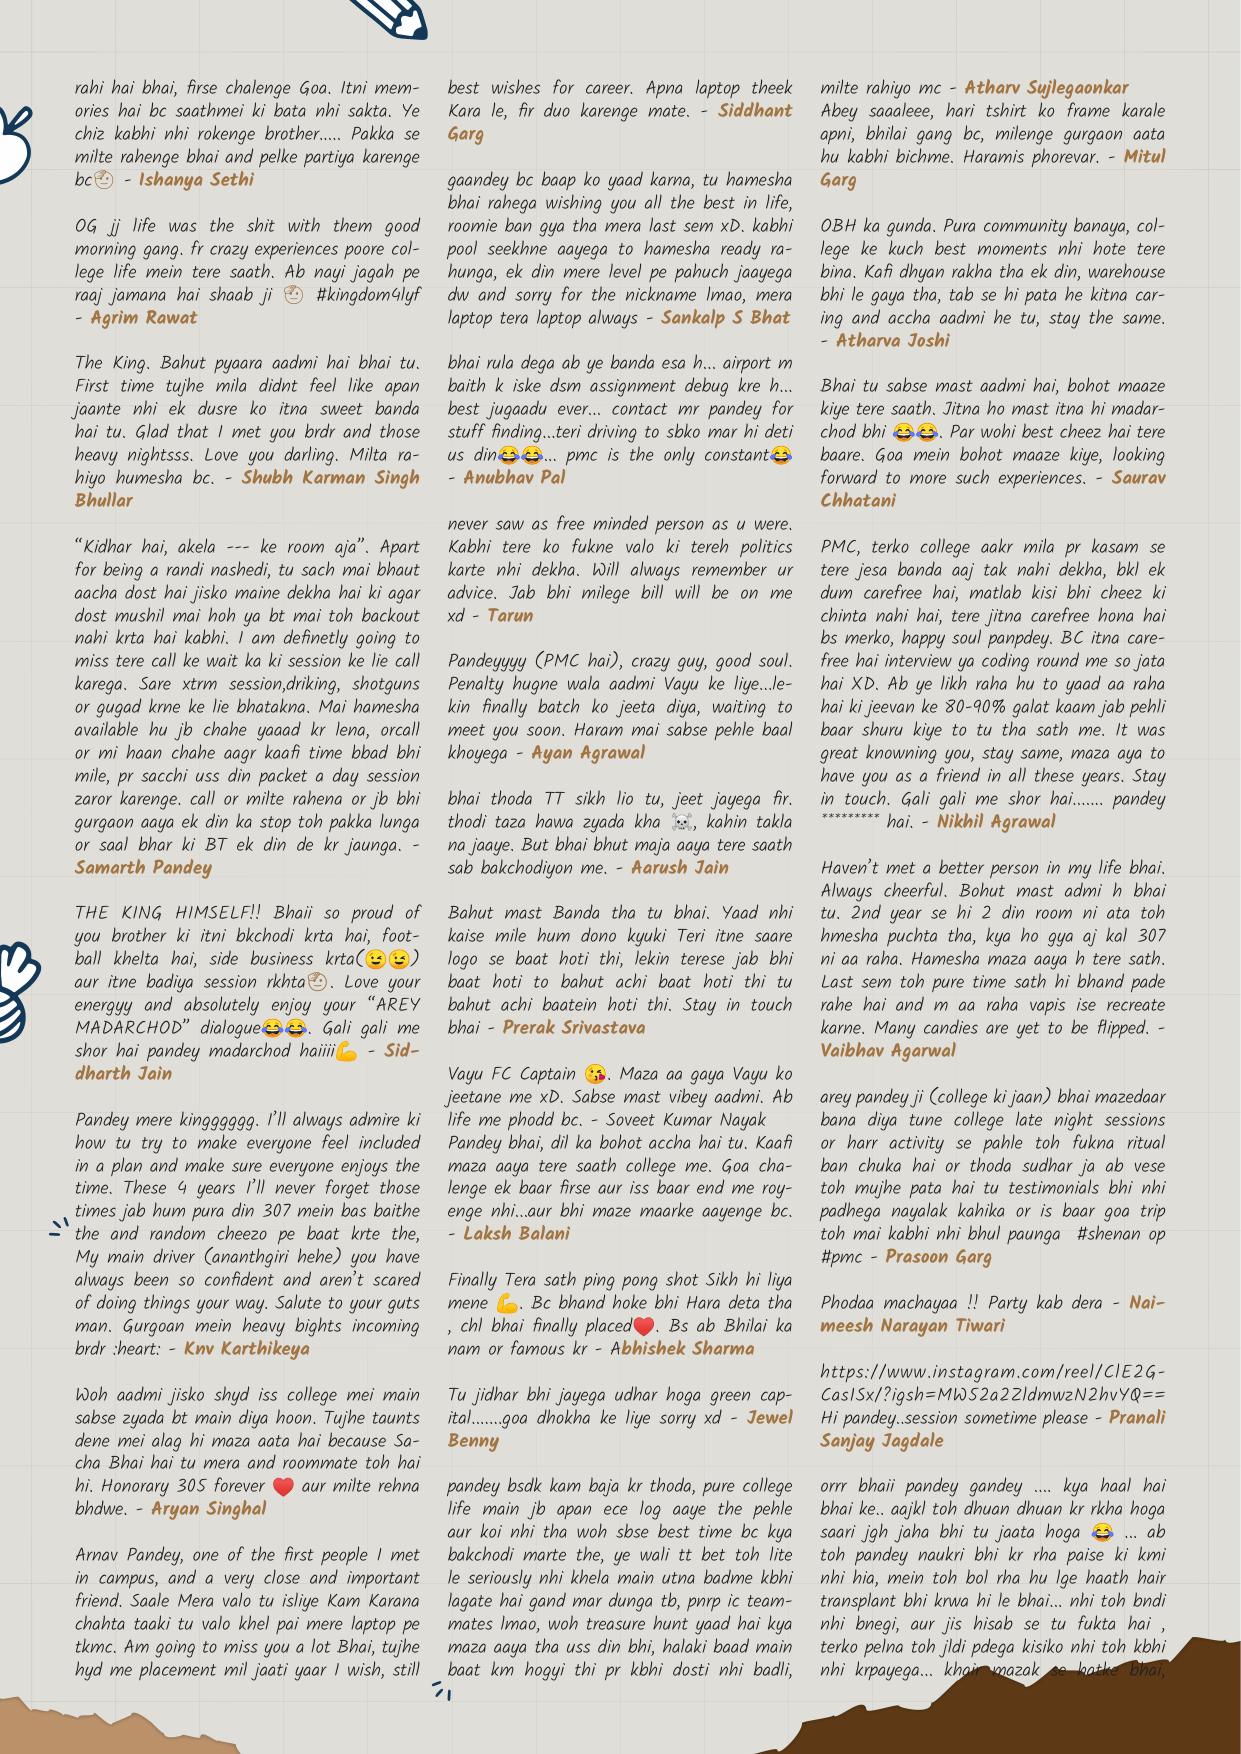 rahi hai bhai, firse chalenge Goa. Itni mem-
ories hai bc saathmei ki bata nhi sakta. Ye
chiz kabhi nhi rokenge brother..... Pakka se
milte rahenge bhai and pelke partiya karenge
bc🫡 - Ishanya Sethi
OG jj life was the shit with them good
morning gang. fr crazy experiences poore col-
lege life mein tere saath. Ab nayi jagah pe
raaj jamana hai shaab ji 🫡 #kingdom4lyf
- Agrim Rawat
The King. Bahut pyaara aadmi hai bhai tu.
First time tujhe mila didnt feel like apan
jaante nhi ek dusre ko itna sweet banda
hai tu. Glad that I met you brdr and those
heavy nightsss. Love you darling. Milta ra-
hiyo humesha bc. - Shubh Karman Singh
Bhullar
“Kidhar hai, akela --- ke room aja”. Apart
for being a randi nashedi, tu sach mai bhaut
aacha dost hai jisko maine dekha hai ki agar
dost mushil mai hoh ya bt mai toh backout
nahi krta hai kabhi. I am definetly going to
miss tere call ke wait ka ki session ke lie call
karega. Sare xtrm session,driking, shotguns
or gugad krne ke lie bhatakna. Mai hamesha
available hu jb chahe yaaad kr lena, orcall
or mi haan chahe aagr kaafi time bbad bhi
mile, pr sacchi uss din packet a day session
zaror karenge. call or milte rahena or jb bhi
gurgaon aaya ek din ka stop toh pakka lunga
or saal bhar ki BT ek din de kr jaunga. -
Samarth Pandey
THE KING HIMSELF!! Bhaii so proud of
you brother ki itni bkchodi krta hai, foot-
ball khelta hai, side business krta(😉😉)
aur itne badiya session rkhta🫡. Love your
energyy and absolutely enjoy your “AREY
MADARCHOD” dialogue😂😂. Gali gali me
shor hai pandey madarchod haiiii💪 - Sid-
dharth Jain
Pandey mere kingggggg. I’ll always admire ki
how tu try to make everyone feel included
in a plan and make sure everyone enjoys the
time. These 4 years I’ll never forget those
times jab hum pura din 307 mein bas baithe
the and random cheezo pe baat krte the,
My main driver (ananthgiri hehe) you have
always been so confident and aren’t scared
of doing things your way. Salute to your guts
man. Gurgoan mein heavy bights incoming
brdr :heart: - Knv Karthikeya
Woh aadmi jisko shyd iss college mei main
sabse zyada bt main diya hoon. Tujhe taunts
dene mei alag hi maza aata hai because Sa-
cha Bhai hai tu mera and roommate toh hai
hi. Honorary 305 forever ❤️ aur milte rehna
bhdwe. - Aryan Singhal
Arnav Pandey, one of the first people I met
in campus, and a very close and important
friend. Saale Mera valo tu isliye Kam Karana
chahta taaki tu valo khel pai mere laptop pe
tkmc. Am going to miss you a lot Bhai, tujhe
hyd me placement mil jaati yaar I wish, still
best wishes for career. Apna laptop theek
Kara le, fir duo karenge mate. - Siddhant
Garg
gaandey bc baap ko yaad karna, tu hamesha
bhai rahega wishing you all the best in life,
roomie ban gya tha mera last sem xD. kabhi
pool seekhne aayega to hamesha ready ra-
hunga, ek din mere level pe pahuch jaayega
dw and sorry for the nickname lmao, mera
laptop tera laptop always - Sankalp S Bhat
bhai rula dega ab ye banda esa h... airport m
baith k iske dsm assignment debug kre h...
best jugaadu ever... contact mr pandey for
stuff finding...teri driving to sbko mar hi deti
us din😂😂... pmc is the only constant😂
- Anubhav Pal
never saw as free minded person as u were.
Kabhi tere ko fukne valo ki tereh politics
karte nhi dekha. Will always remember ur
advice. Jab bhi milege bill will be on me
xd - Tarun
Pandeyyyy (PMC hai), crazy guy, good soul.
Penalty hugne wala aadmi Vayu ke liye...le-
kin finally batch ko jeeta diya, waiting to
meet you soon. Haram mai sabse pehle baal
khoyega - Ayan Agrawal
bhai thoda TT sikh lio tu, jeet jayega fir.
thodi taza hawa zyada kha ☠️, kahin takla
na jaaye. But bhai bhut maja aaya tere saath
sab bakchodiyon me. - Aarush Jain
Bahut mast Banda tha tu bhai. Yaad nhi
kaise mile hum dono kyuki Teri itne saare
logo se baat hoti thi, lekin terese jab bhi
baat hoti to bahut achi baat hoti thi tu
bahut achi baatein hoti thi. Stay in touch
bhai - Prerak Srivastava
Vayu FC Captain 😘. Maza aa gaya Vayu ko
jeetane me xD. Sabse mast vibey aadmi. Ab
life me phodd bc. - Soveet Kumar Nayak
Pandey bhai, dil ka bohot accha hai tu. Kaafi
maza aaya tere saath college me. Goa cha-
lenge ek baar firse aur iss baar end me roy-
enge nhi...aur bhi maze maarke aayenge bc.
- Laksh Balani
Finally Tera sath ping pong shot Sikh hi liya
mene 💪. Bc bhand hoke bhi Hara deta tha
, chl bhai finally placed❤️. Bs ab Bhilai ka
nam or famous kr - Abhishek Sharma
Tu jidhar bhi jayega udhar hoga green cap-
ital.......goa dhokha ke liye sorry xd - Jewel
Benny
pandey bsdk kam baja kr thoda, pure college
life main jb apan ece log aaye the pehle
aur koi nhi tha woh sbse best time bc kya
bakchodi marte the, ye wali tt bet toh lite
le seriously nhi khela main utna badme kbhi
lagate hai gand mar dunga tb, pnrp ic team-
mates lmao, woh treasure hunt yaad hai kya
maza aaya tha uss din bhi, halaki baad main
baat km hogyi thi pr kbhi dosti nhi badli,
milte rahiyo mc - Atharv Sujlegaonkar
Abey saaaleee, hari tshirt ko frame karale
apni, bhilai gang bc, milenge gurgaon aata
hu kabhi bichme. Haramis phorevar. - Mitul
Garg
OBH ka gunda. Pura community banaya, col-
lege ke kuch best moments nhi hote tere
bina. Kafi dhyan rakha tha ek din, warehouse
bhi le gaya tha, tab se hi pata he kitna car-
ing and accha aadmi he tu, stay the same.
- Atharva Joshi
Bhai tu sabse mast aadmi hai, bohot maaze
kiye tere saath. Jitna ho mast itna hi madar-
chod bhi 😂😂. Par wohi best cheez hai tere
baare. Goa mein bohot maaze kiye, looking
forward to more such experiences. - Saurav
Chhatani
PMC, terko college aakr mila pr kasam se
tere jesa banda aaj tak nahi dekha, bkl ek
dum carefree hai, matlab kisi bhi cheez ki
chinta nahi hai, tere jitna carefree hona hai
bs merko, happy soul panpdey. BC itna care-
free hai interview ya coding round me so jata
hai XD. Ab ye likh raha hu to yaad aa raha
hai ki jeevan ke 80-90% galat kaam jab pehli
baar shuru kiye to tu tha sath me. It was
great knowning you, stay same, maza aya to
have you as a friend in all these years. Stay
in touch. Gali gali me shor hai....... pandey
********* hai. - Nikhil Agrawal
Haven’t met a better person in my life bhai.
Always cheerful. Bohut mast admi h bhai
tu. 2nd year se hi 2 din room ni ata toh
hmesha puchta tha, kya ho gya aj kal 307
ni aa raha. Hamesha maza aaya h tere sath.
Last sem toh pure time sath hi bhand pade
rahe hai and m aa raha vapis ise recreate
karne. Many candies are yet to be flipped. -
Vaibhav Agarwal
arey pandey ji (college ki jaan) bhai mazedaar
bana diya tune college late night sessions
or harr activity se pahle toh fukna ritual
ban chuka hai or thoda sudhar ja ab vese
toh mujhe pata hai tu testimonials bhi nhi
padhega nayalak kahika or is baar goa trip
toh mai kabhi nhi bhul paunga #shenan op
#pmc - Prasoon Garg
Phodaa machayaa !! Party kab dera - Nai-
meesh Narayan Tiwari
https://www.instagram.com/reel/ClE2G-
CasISx/?igsh=MW52a2ZldmwzN2hvYQ==
Hi pandey..session sometime please - Pranali
Sanjay Jagdale
orrr bhaii pandey gandey .... kya haal hai
bhai ke.. aajkl toh dhuan dhuan kr rkha hoga
saari jgh jaha bhi tu jaata hoga 😂 ... ab
toh pandey naukri bhi kr rha paise ki kmi
nhi hia, mein toh bol rha hu lge haath hair
transplant bhi krwa hi le bhai... nhi toh bndi
nhi bnegi, aur jis hisab se tu fukta hai ,
terko pelna toh jldi pdega kisiko nhi toh kbhi
nhi krpayega... khair mazak se hatke bhai,